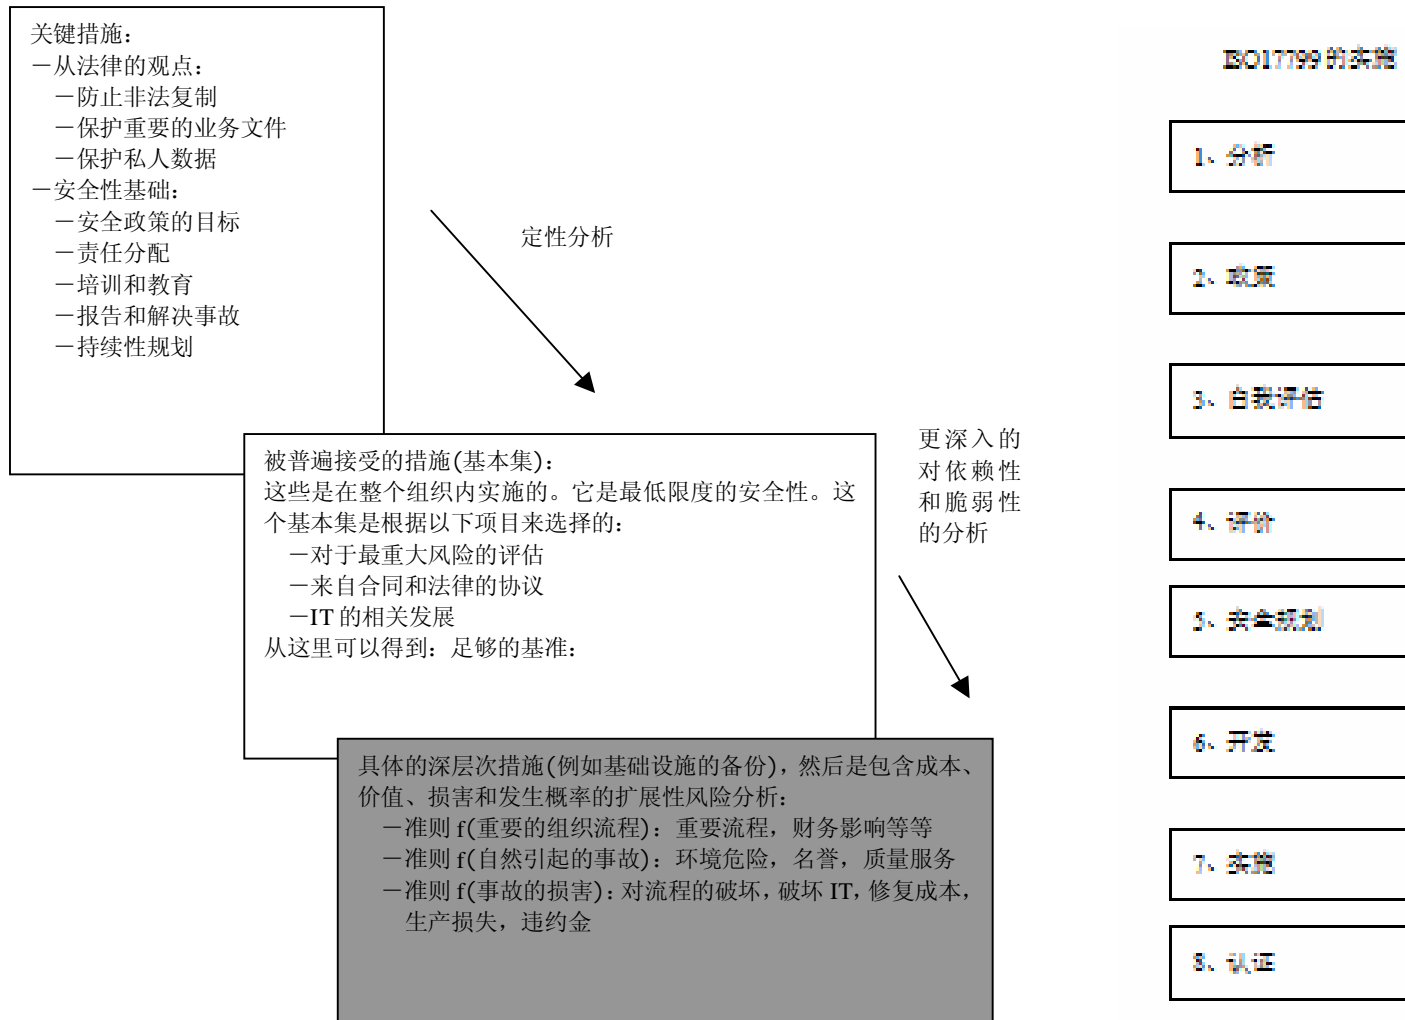 关键措施：
－从法律的观点：
－防止非法复制
－保护重要的业务文件
－保护私人数据
－安全性基础：
－安全政策的目标
－责任分配
－培训和教育
－报告和解决事故
－持续性规划
定性分析
被普遍接受的措施(基本集)：
这些是在整个组织内实施的。它是最低限度的安全性。这
个基本集是根据以下项目来选择的：
－对于最重大风险的评估
－来自合同和法律的协议
－IT 的相关发展
从这里可以得到：足够的基准：
更深入的
对依赖性
和脆弱性
的分析
具体的深层次措施(例如基础设施的备份)，然后是包含成本、
价值、损害和发生概率的扩展性风险分析：
－准则 f(重要的组织流程)：重要流程，财务影响等等
－准则 f(自然引起的事故)：环境危险，名誉，质量服务
－准则 f(事故的损害)：对流程的破坏，破坏 IT，修复成本，
生产损失，违约金
ISO17799 的实施
1、分析
2、政策
3、自我评估
4、评价
5、安全规划
6、开发
7、实施
8、认证